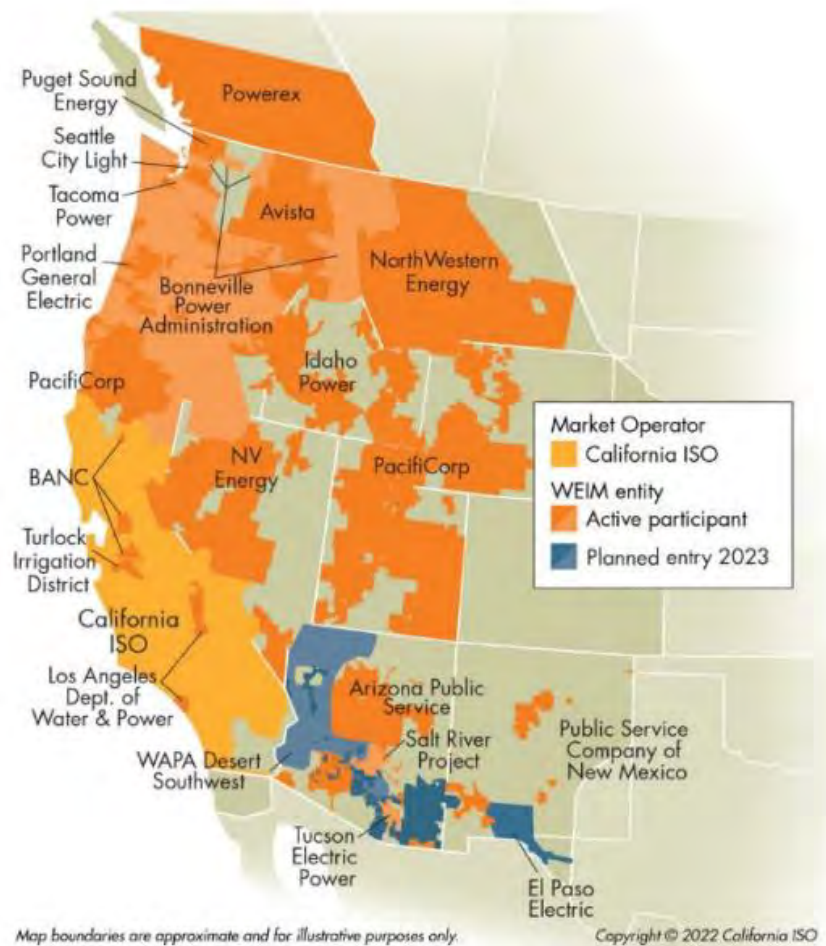 Powerex
Puget Sound
Energy
Seattle
City Light
Tacoma
Power
Avista
Portland
General
Electric
Bonneville
Power
Administration
NorthWestern
Energy
Idaho
Power
PacifiCorp
NV
Energy
PacifiCorp
BANC
Turlock
Irrigation
District
California
ISO
Los Angeles
Dept. of
Water & Power
Market Operator
California ISO
WEIM entity
Active participant
Planned entry 2023
Arizona Public
Service
Salt River
Project
Public Service
Company of
New Mexico
WAPA Desert
Southwest
Tucson
Electric
Power
El Paso
Electric
Map boundaries are approximate and for illustrative purposes only.
Copyright © 2022 California ISO